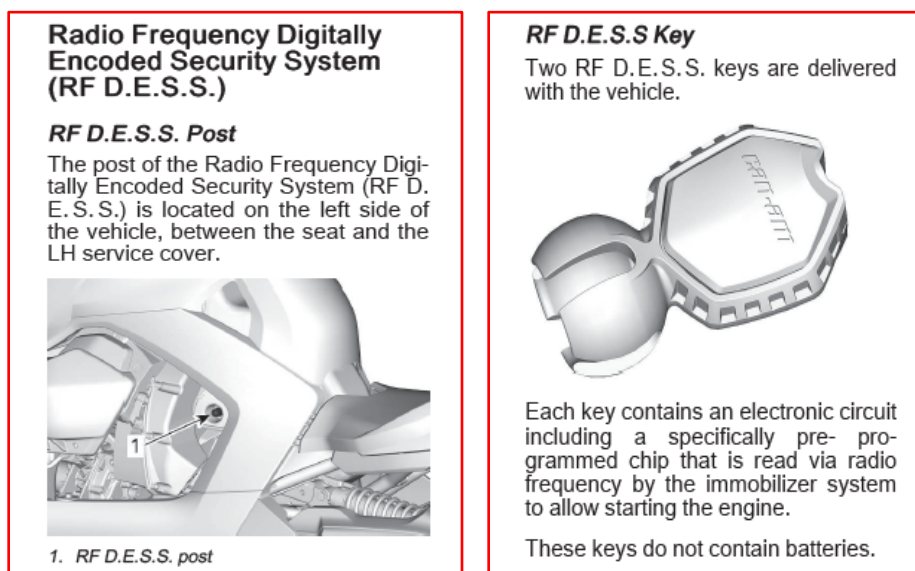 Radio Frequency Digitally
Encoded Security System
(RF D.E.S.S.)
RF D.E.S.S. Post
The post of the Radio Frequency Digi-
tally Encoded Security System (RF D.
E. S. S.) is located on the left side of
the vehicle, between the seat and the
LH service cover.
1
1. RF D.E.S.S. post
RF D.E.S.S Key
Two RF D.E.S.S. keys are delivered
with the vehicle.
can-am
Each key contains an electronic circuit
including a specifically pre- pro-
grammed chip that is read via radio
frequency by the immobilizer system
to allow starting the engine.
These keys do not contain batteries.